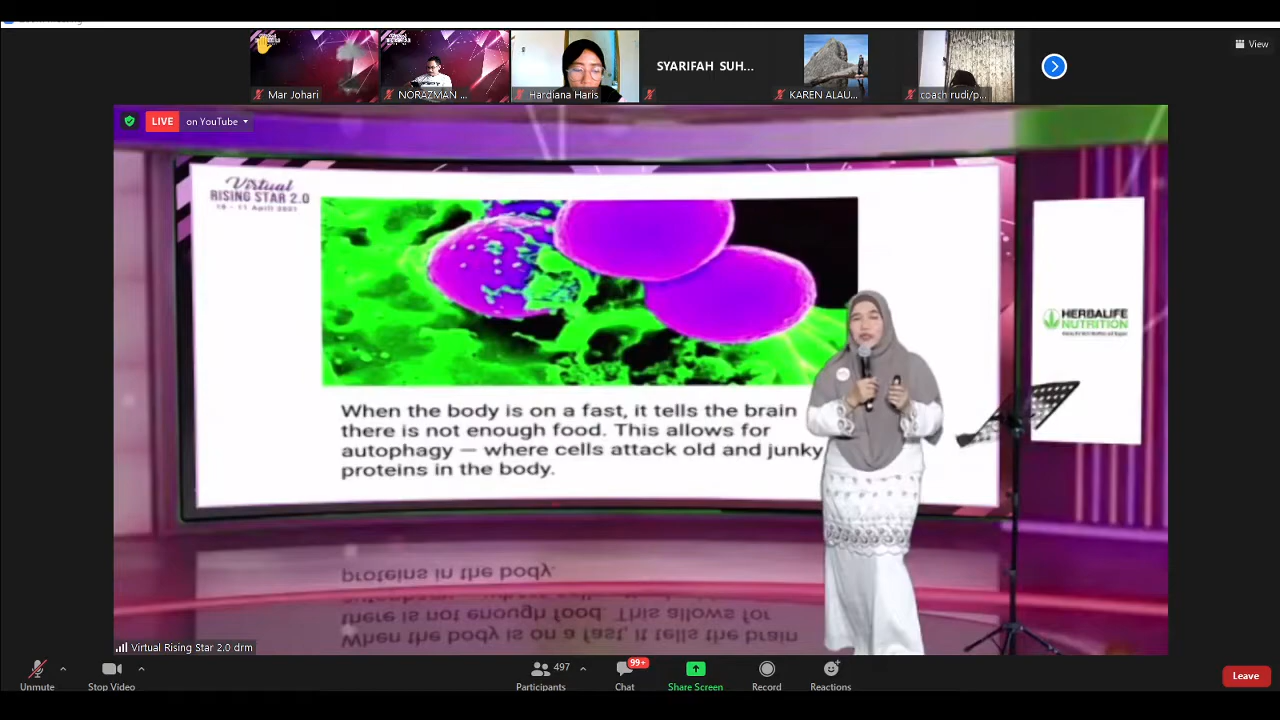 View
Mar Johari
NORAZMAN ...
Hardiana Haris
SYARIFAH SUH...
KAREN ALAU...
coach rudi/p...
LIVE
on YouTube
Virtual
RISING STAR 2.0
10 - 11 April 2021
HERBALIFE
NUTRITION
When the body is on a fast, it tells the brain
there is not enough food. This allows for
autophagy — where cells attack old and junky
proteins in the body.
proteins in the body.
there is not enough food. This allows for
When the body is on a fast, it tells the brain
Virtual Rising Star 2.0 drm
Unmute
Stop Video
497
Participants
99+
Chat
Share Screen
Record
Reactions
Leave